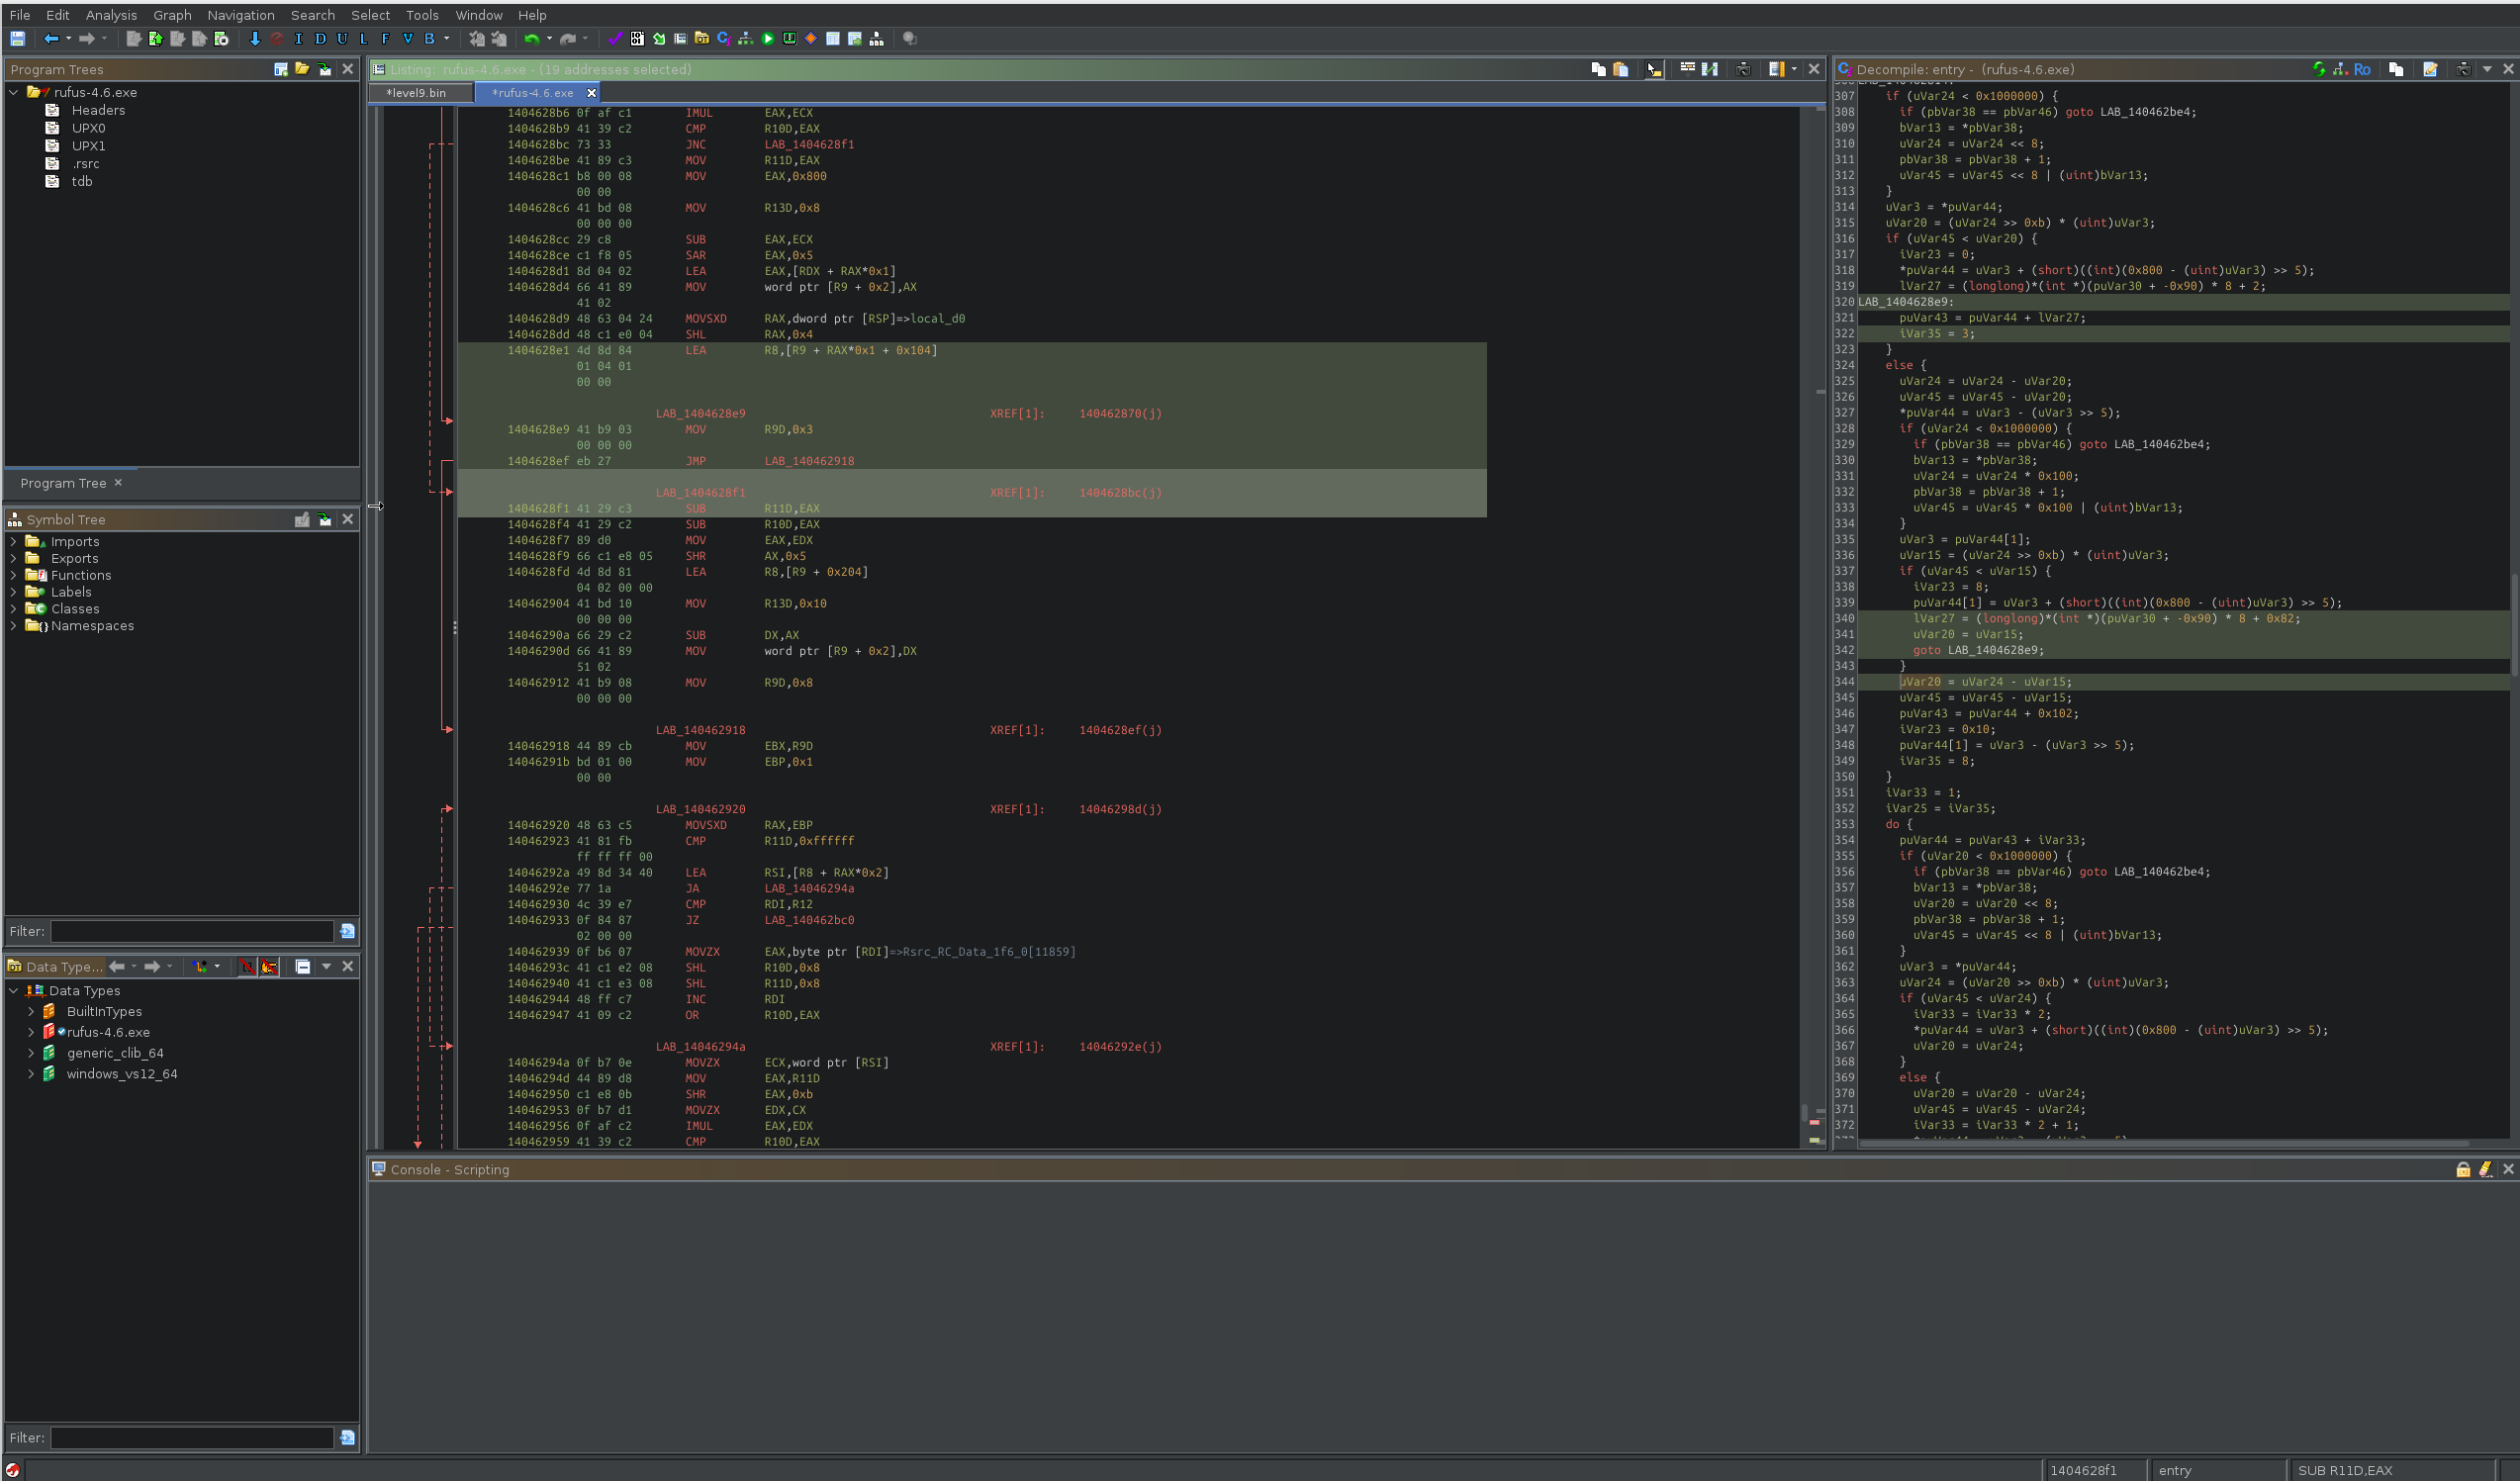 File Edit Analysis Graph Navigation Search Select Tools Window Help
I D U L F V B
Program Trees
rufus-4.6.exe
Headers
UPX0
UPX1
.rsrc
tdb
Program Tree
Symbol Tree
Imports
Exports
Functions
Labels
Classes
Namespaces
Filter:
Data Type...
Data Types
BuiltInTypes
rufus-4.6.exe
generic_clib_64
windows_vs12_64
Filter:
Listing: rufus-4.6.exe - (19 addresses selected)
*level9.bin *rufus-4.6.exe
1404628b6 0f af c1 IMUL EAX,ECX
1404628b9 41 39 c2 CMP R10D,EAX
1404628bc 73 33 JNC LAB_1404628f1
1404628be 41 89 c3 MOV R11D,EAX
1404628c1 b8 00 08 MOV EAX,0x800
00 00
1404628c6 41 bd 08 MOV R13D,0x8
00 00 00
1404628cc 29 c8 SUB EAX,ECX
1404628ce c1 f8 05 SAR EAX,0x5
1404628d1 8d 04 02 LEA EAX,[RDX + RAX*0x1]
1404628d4 66 41 89 MOV word ptr [R9 + 0x2],AX
41 02
1404628d9 48 63 04 24 MOVSXD RAX,dword ptr [RSP]=>local_d0
1404628dd 48 c1 e0 04 SHL RAX,0x4
1404628e1 4d 8d 84 LEA R8,[R9 + RAX*0x1 + 0x104]
01 04 01
00 00
LAB_1404628e9 XREF[1]: 140462870(j)
1404628e9 41 b9 03 MOV R9D,0x3
00 00 00
1404628ef eb 27 JMP LAB_140462918
LAB_1404628f1 XREF[1]: 1404628bc(j)
1404628f1 41 29 c3 SUB R11D,EAX
1404628f4 41 29 c2 SUB R10D,EAX
1404628f7 89 d0 MOV EAX,EDX
1404628f9 66 c1 e8 05 SHR AX,0x5
1404628fd 4d 8d 81 LEA R8,[R9 + 0x204]
04 02 00 00
140462904 41 bd 10 MOV R13D,0x10
00 00 00
14046290a 66 29 c2 SUB DX,AX
14046290d 66 41 89 MOV word ptr [R9 + 0x2],DX
51 02
140462912 41 b9 08 MOV R9D,0x8
00 00 00
LAB_140462918 XREF[1]: 1404628ef(j)
140462918 44 89 cb MOV EBX,R9D
14046291b bd 01 00 MOV EBP,0x1
00 00
LAB_140462920 XREF[1]: 14046298d(j)
140462920 48 63 c5 MOVSXD RAX,EBP
140462923 41 81 fb CMP R11D,0xffffff
ff ff ff 00
14046292a 49 8d 34 40 LEA RSI,[R8 + RAX*0x2]
14046292e 77 1a JA LAB_14046294a
140462930 4c 39 e7 CMP RDI,R12
140462933 0f 84 87 JZ LAB_140462bc0
02 00 00
140462939 0f b6 07 MOVZX EAX,byte ptr [RDI]=>Rsrc_RC_Data_1f6_0[11859]
14046293c 41 c1 e2 08 SHL R10D,0x8
140462940 41 c1 e3 08 SHL R11D,0x8
140462944 48 ff c7 INC RDI
140462947 41 09 c2 OR R10D,EAX
LAB_14046294a XREF[1]: 14046292e(j)
14046294a 0f b7 0e MOVZX ECX,word ptr [RSI]
14046294d 44 89 d8 MOV EAX,R11D
140462950 c1 e8 0b SHR EAX,0xb
140462953 0f b7 d1 MOVZX EDX,CX
140462956 0f af c2 IMUL EAX,EDX
140462959 41 39 c2 CMP R10D,EAX
Decompile: entry - (rufus-4.6.exe)
Ro
307 if (uVar24 < 0x1000000) {
308 if (pbVar38 == pbVar46) goto LAB_140462be4;
309 bVar13 = *pbVar38;
310 uVar24 = uVar24 << 8;
311 pbVar38 = pbVar38 + 1;
312 uVar45 = uVar45 << 8 | (uint)bVar13;
313 }
314 uVar3 = *puVar44;
315 uVar20 = (uVar24 >> 0xb) * (uint)uVar3;
316 if (uVar45 < uVar20) {
317 iVar23 = 0;
318 *puVar44 = uVar3 + (short)((int)(0x800 - (uint)uVar3) >> 5);
319 lVar27 = (longlong)*(int *)(puVar30 + -0x90) * 8 + 2;
320 LAB_1404628e9:
321 puVar43 = puVar44 + lVar27;
322 iVar35 = 3;
323 }
324 else {
325 uVar24 = uVar24 - uVar20;
326 uVar45 = uVar45 - uVar20;
327 *puVar44 = uVar3 - (uVar3 >> 5);
328 if (uVar24 < 0x1000000) {
329 if (pbVar38 == pbVar46) goto LAB_140462be4;
330 bVar13 = *pbVar38;
331 uVar24 = uVar24 * 0x100;
332 pbVar38 = pbVar38 + 1;
333 uVar45 = uVar45 * 0x100 | (uint)bVar13;
334 }
335 uVar3 = puVar44[1];
336 uVar15 = (uVar24 >> 0xb) * (uint)uVar3;
337 if (uVar45 < uVar15) {
338 iVar23 = 8;
339 puVar44[1] = uVar3 + (short)((int)(0x800 - (uint)uVar3) >> 5);
340 lVar27 = (longlong)*(int *)(puVar30 + -0x90) * 8 + 0x82;
341 uVar20 = uVar15;
342 goto LAB_1404628e9;
343 }
344 uVar20 = uVar24 - uVar15;
345 uVar45 = uVar45 - uVar15;
346 puVar43 = puVar44 + 0x102;
347 iVar23 = 0x10;
348 puVar44[1] = uVar3 - (uVar3 >> 5);
349 iVar35 = 8;
350 }
351 iVar33 = 1;
352 iVar25 = iVar35;
353 do {
354 puVar44 = puVar43 + iVar33;
355 if (uVar20 < 0x1000000) {
356 if (pbVar38 == pbVar46) goto LAB_140462be4;
357 bVar13 = *pbVar38;
358 uVar20 = uVar20 << 8;
359 pbVar38 = pbVar38 + 1;
360 uVar45 = uVar45 << 8 | (uint)bVar13;
361 }
362 uVar3 = *puVar44;
363 uVar24 = (uVar20 >> 0xb) * (uint)uVar3;
364 if (uVar45 < uVar24) {
365 iVar33 = iVar33 * 2;
366 *puVar44 = uVar3 + (short)((int)(0x800 - (uint)uVar3) >> 5);
367 uVar20 = uVar24;
368 }
369 else {
370 uVar20 = uVar20 - uVar24;
371 uVar45 = uVar45 - uVar24;
372 iVar33 = iVar33 * 2 + 1;
Console - Scripting
1404628f1 entry SUB R11D,EAX